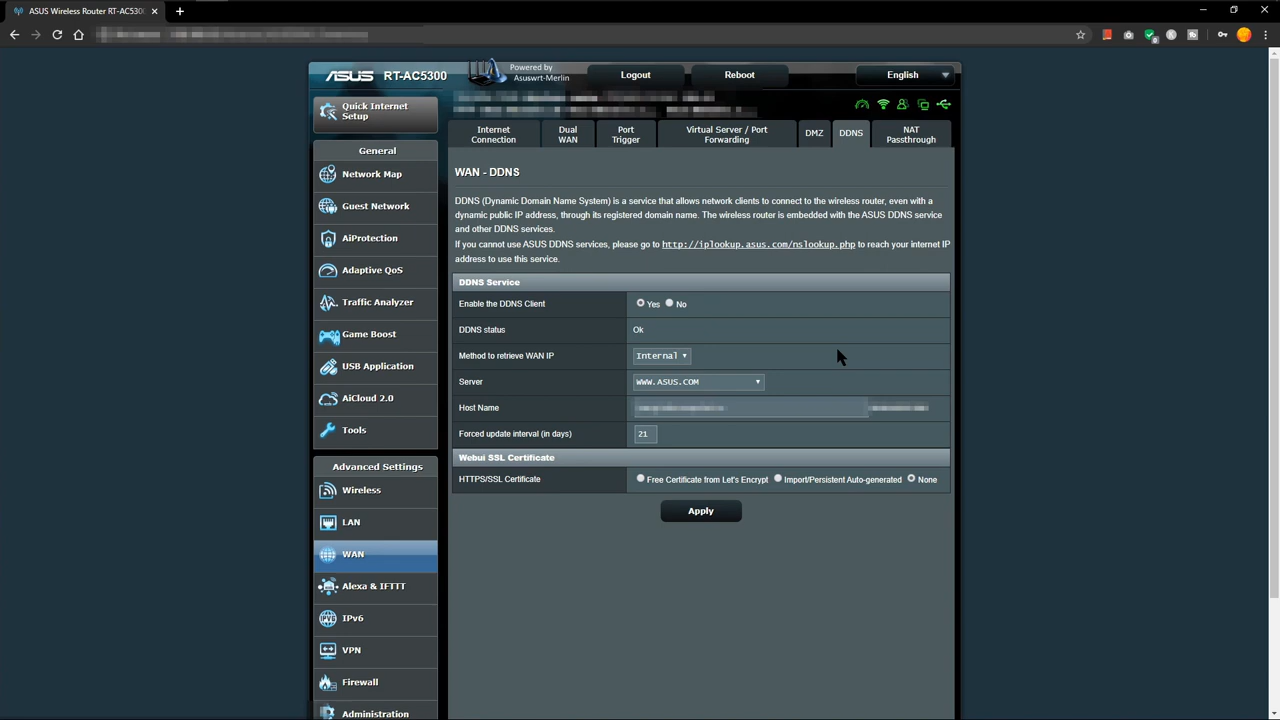 ASUS Wireless Router RT-AC530
ASUS RT-AC5300
Powered by
Asuswrt-Merlin
Logout
Reboot
English
Quick Internet
Setup
General
Network Map
Guest Network
AiProtection
Adaptive QoS
Traffic Analyzer
Game Boost
USB Application
AiCloud 2.0
Tools
Advanced Settings
Wireless
LAN
WAN
Alexa & IFTTT
IPv6
VPN
Firewall
Administration
Internet
Connection
Dual
WAN
Port
Trigger
Virtual Server / Port
Forwarding
DMZ
DDNS
NAT
Passthrough
WAN - DDNS
DDNS (Dynamic Domain Name System) is a service that allows network clients to connect to the wireless router, even with a
dynamic public IP address, through its registered domain name. The wireless router is embedded with the ASUS DDNS service
and other DDNS services.
If you cannot use ASUS DDNS services, please go to http://iplookup.asus.com/nslookup.php to reach your internet IP
address to use this service.
DDNS Service
Enable the DDNS Client Yes No
DDNS status Ok
Method to retrieve WAN IP Internal
Server WWW.ASUS.COM
Host Name
Forced update interval (in days) 21
Webui SSL Certificate
HTTPS/SSL Certificate Free Certificate from Let's Encrypt Import/Persistent Auto-generated None
Apply